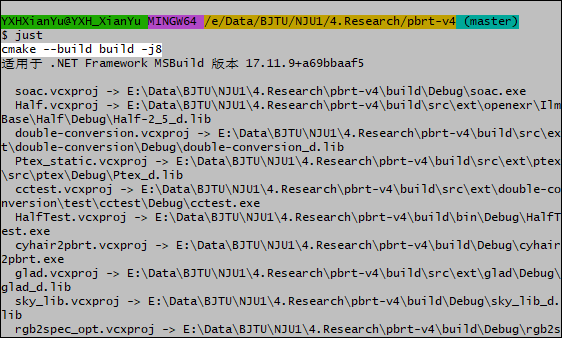 YXHXianYu@YXH_XianYu MINGW64 /e/Data/BJTU/NJU1/4.Research/pbrt-v4 (master)
$ just
cmake --build build -j8
适用于 .NET Framework MSBuild 版本 17.11.9+a69bbaaf5
soac.vcxproj -> E:\Data\BJTU\NJU1\4.Research\pbrt-v4\build\Debug\soac.exe
Half.vcxproj -> E:\Data\BJTU\NJU1\4.Research\pbrt-v4\build\src\ext\openexr\Ilm
Base\Half\Debug\Half-2_5_d.lib
double-conversion.vcxproj -> E:\Data\BJTU\NJU1\4.Research\pbrt-v4\build\src\ex
t\double-conversion\Debug\double-conversion_d.lib
Ptex_static.vcxproj -> E:\Data\BJTU\NJU1\4.Research\pbrt-v4\build\src\ext\ptex
\src\ptex\Debug\Ptex_d.lib
cctest.vcxproj -> E:\Data\BJTU\NJU1\4.Research\pbrt-v4\build\src\ext\double-co
nversion\test\cctest\Debug\cctest.exe
HalfTest.vcxproj -> E:\Data\BJTU\NJU1\4.Research\pbrt-v4\build\bin\Debug\HalfT
est.exe
cyhair2pbrt.vcxproj -> E:\Data\BJTU\NJU1\4.Research\pbrt-v4\build\Debug\cyhair
2pbrt.exe
glad.vcxproj -> E:\Data\BJTU\NJU1\4.Research\pbrt-v4\build\src\ext\glad\Debug\
glad_d.lib
sky_lib.vcxproj -> E:\Data\BJTU\NJU1\4.Research\pbrt-v4\build\Debug\sky_lib_d.
lib
rgb2spec_opt.vcxproj -> E:\Data\BJTU\NJU1\4.Research\pbrt-v4\build\Debug\rgb2s